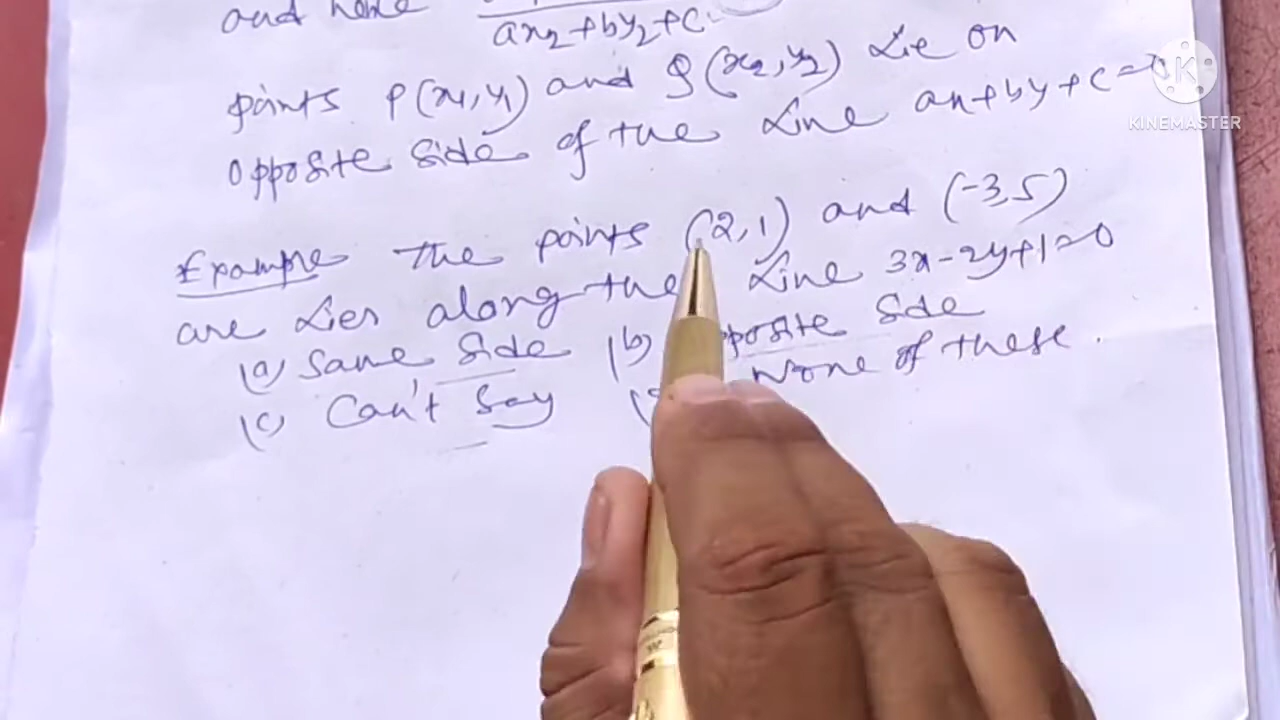 and hence
ax2+by2+c
points P(x1,y1) and Q(x2,y2) Lie on
opposite side of the Line ax+by+c=0
Example The points (2,1) and (-3,5)
are Lies along the Line 3x-2y+1=0
(a) Same Side (b) opposite Side
(c) Can't Say None of these.
K
KINEMASTER